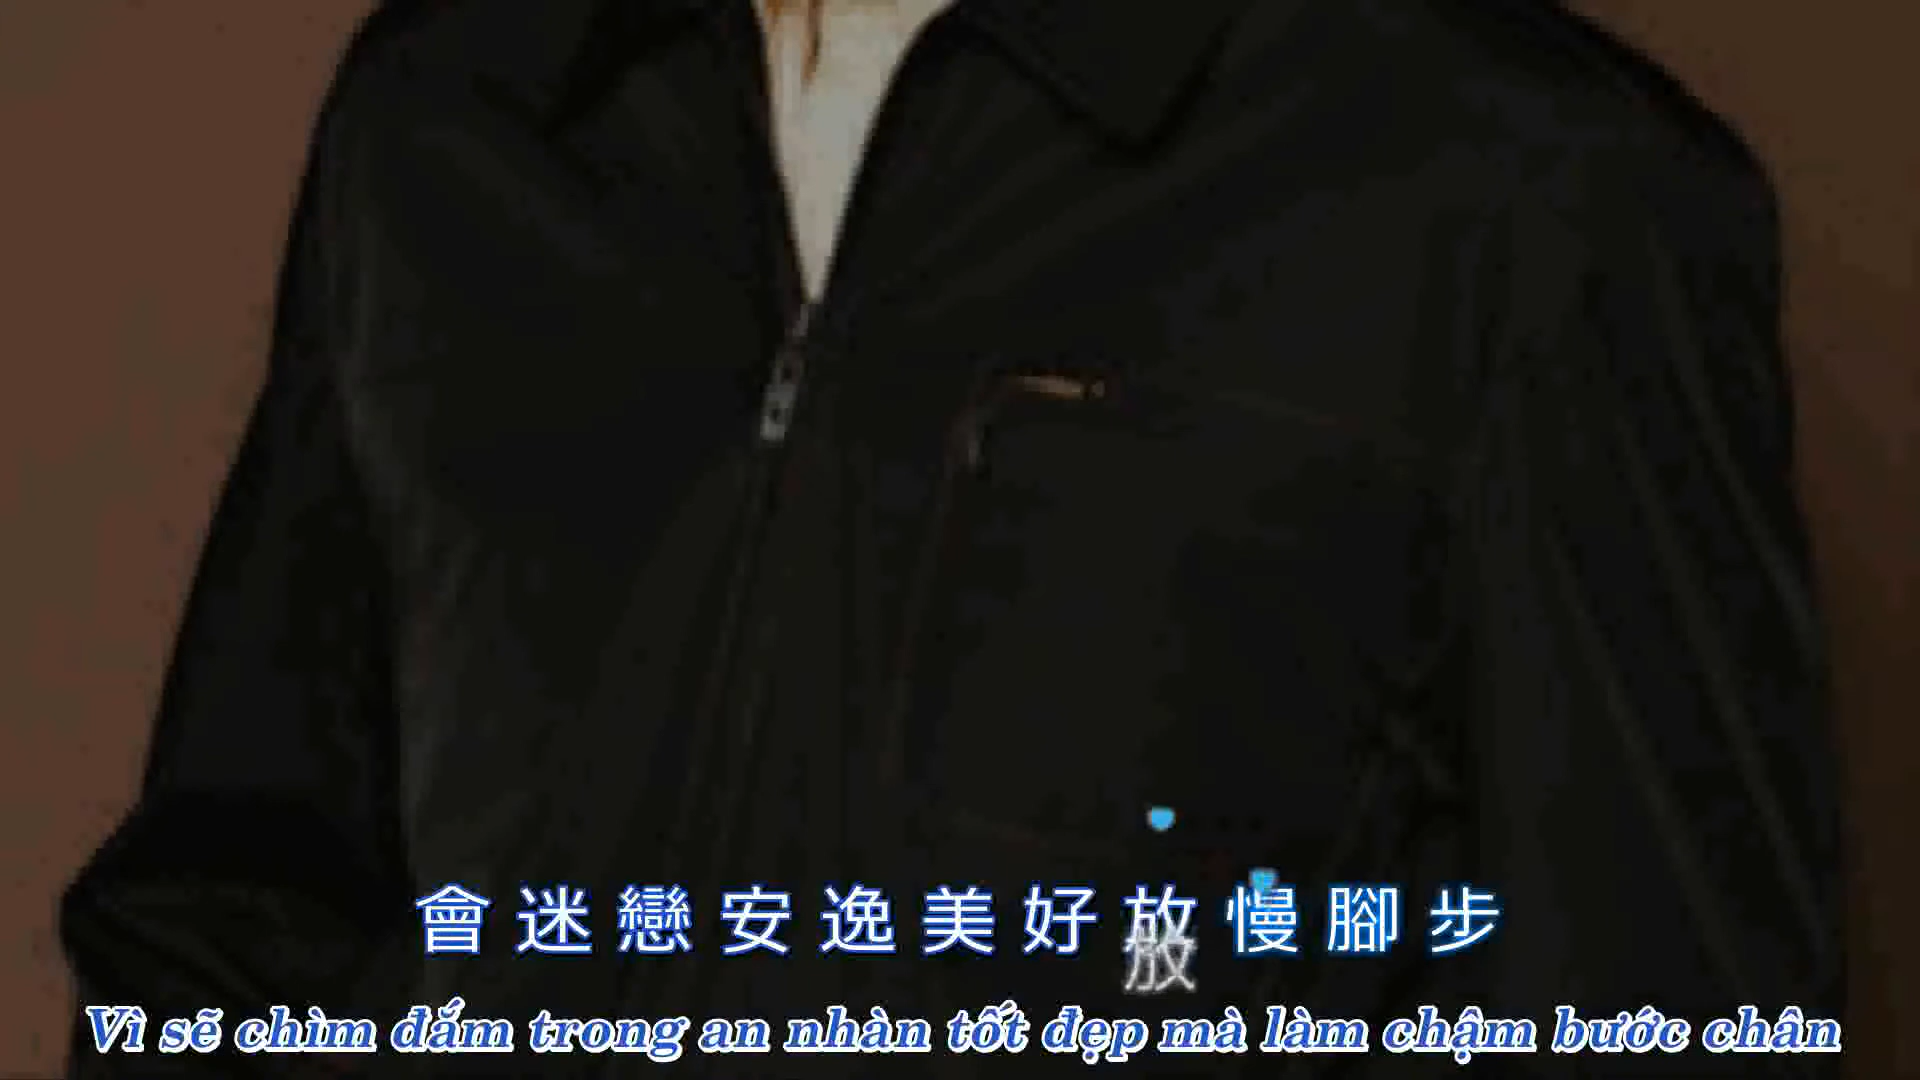 會迷戀安逸美好放慢腳步
Vì sẽ chìm đắm trong an nhàn tốt đẹp mà làm chậm bước chân